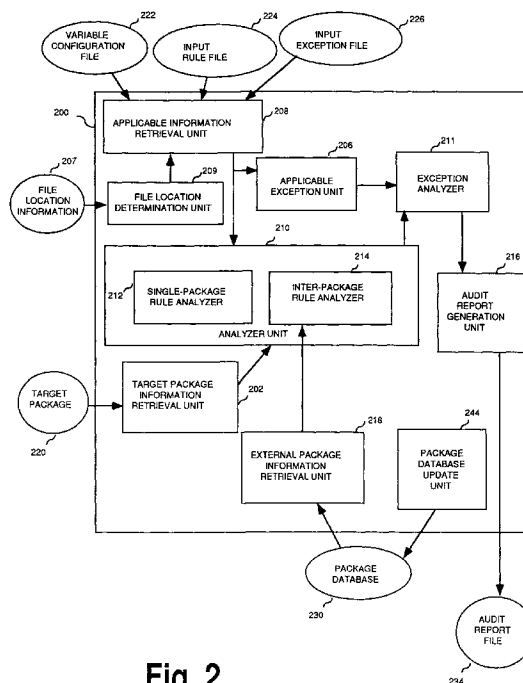 222
VARIABLE
CONFIGURATION
FILE
224
INPUT
RULE FILE
226
INPUT
EXCEPTION FILE
200
208
APPLICABLE INFORMATION
RETRIEVAL UNIT
207
FILE
LOCATION
INFORMATION
209
FILE LOCATION
DETERMINATION UNIT
206
APPLICABLE
EXCEPTION UNIT
211
EXCEPTION
ANALYZER
210
212
SINGLE-PACKAGE
RULE ANALYZER
214
INTER-PACKAGE
RULE ANALYZER
ANALYZER UNIT
216
AUDIT
REPORT
GENERATION
UNIT
TARGET
PACKAGE
220
TARGET PACKAGE
INFORMATION
RETRIEVAL UNIT
202
218
EXTERNAL PACKAGE
INFORMATION
RETRIEVAL UNIT
244
PACKAGE
DATABASE
UPDATE
UNIT
PACKAGE
DATABASE
230
AUDIT
REPORT
FILE
234
Fig. 2